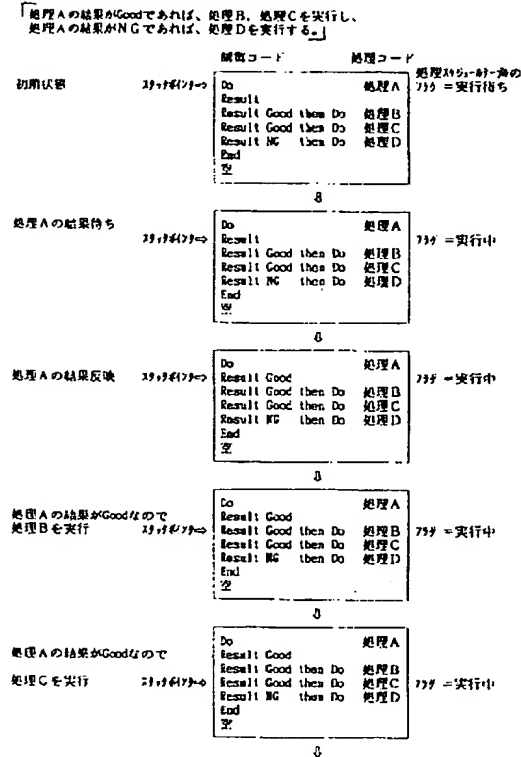 「処理Aの結果がGoodであれば、処理B、処理Cを実行し、
処理Aの結果がNGであれば、処理Dを実行する。」
処理コード
初期状態
スタックポインター⇨
Do 処理A
Result
Result Good then Do 処理B
Result Good then Do 処理C
Result NG then Do 処理D
End
空
処理スケジューラー毎の
フラグ =実行待ち
⇩
処理Aの結果待ち
スタックポインター⇨
Do 処理A
Result
Result Good then Do 処理B
Result Good then Do 処理C
Result NG then Do 処理D
End
空
フラグ =実行中
⇩
処理Aの結果反映
スタックポインター⇨
Do 処理A
Result Good
Result Good then Do 処理B
Result Good then Do 処理C
Result NG then Do 処理D
End
空
フラグ =実行中
⇩
処理Aの結果がGoodなので
処理Bを実行
スタックポインター⇨
Do 処理A
Result Good
Result Good then Do 処理B
Result Good then Do 処理C
Result NG then Do 処理D
End
空
フラグ =実行中
⇩
処理Aの結果がGoodなので
処理Cを実行
スタックポインター⇨
Do 処理A
Result Good
Result Good then Do 処理B
Result Good then Do 処理C
Result NG then Do 処理D
End
空
フラグ =実行中
⇩